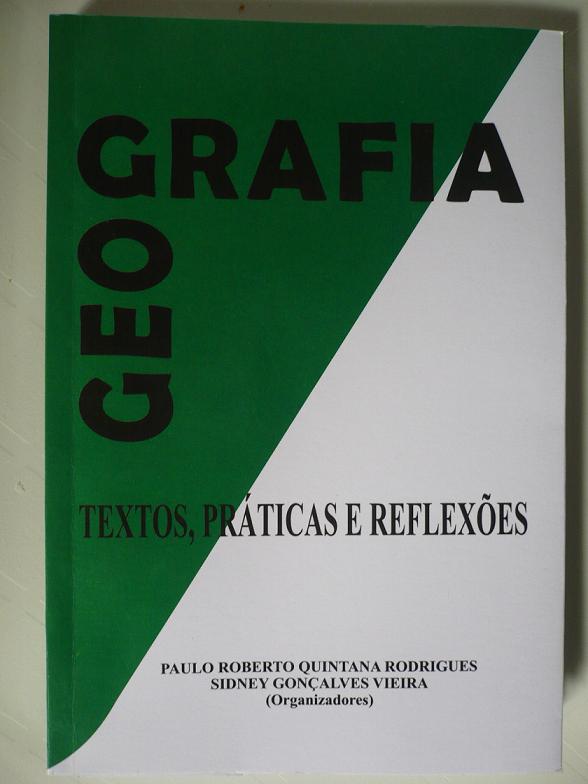 GEO
GRAFIA
TEXTOS, PRÁTICAS E REFLEXÕES
PAULO ROBERTO QUINTANA RODRIGUES
SIDNEY GONÇALVES VIEIRA
(Organizadores)